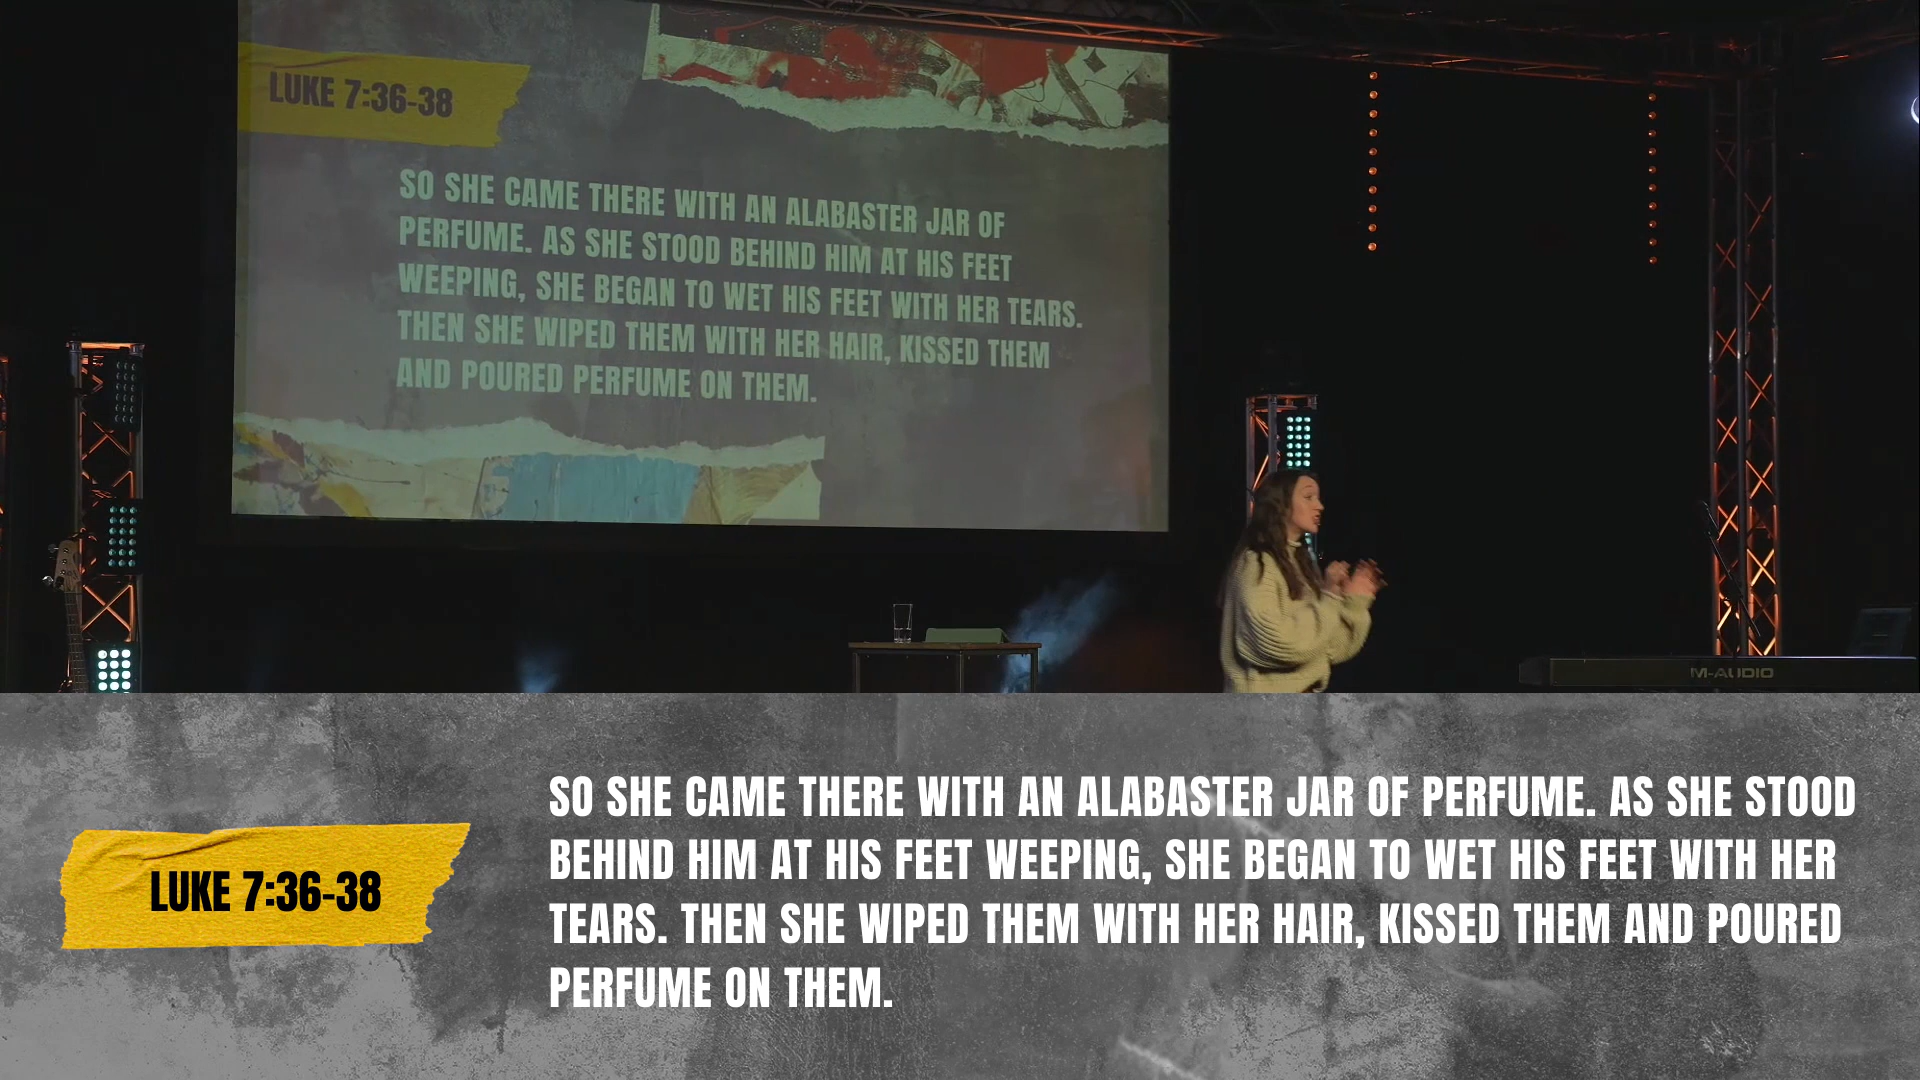 LUKE 7:36-38
SO SHE CAME THERE WITH AN ALABASTER JAR OF
PERFUME. AS SHE STOOD BEHIND HIM AT HIS FEET
WEEPING, SHE BEGAN TO WET HIS FEET WITH HER TEARS.
THEN SHE WIPED THEM WITH HER HAIR, KISSED THEM
AND POURED PERFUME ON THEM.
M-AUDIO
LUKE 7:36-38
SO SHE CAME THERE WITH AN ALABASTER JAR OF PERFUME. AS SHE STOOD
BEHIND HIM AT HIS FEET WEEPING, SHE BEGAN TO WET HIS FEET WITH HER
TEARS. THEN SHE WIPED THEM WITH HER HAIR, KISSED THEM AND POURED
PERFUME ON THEM.